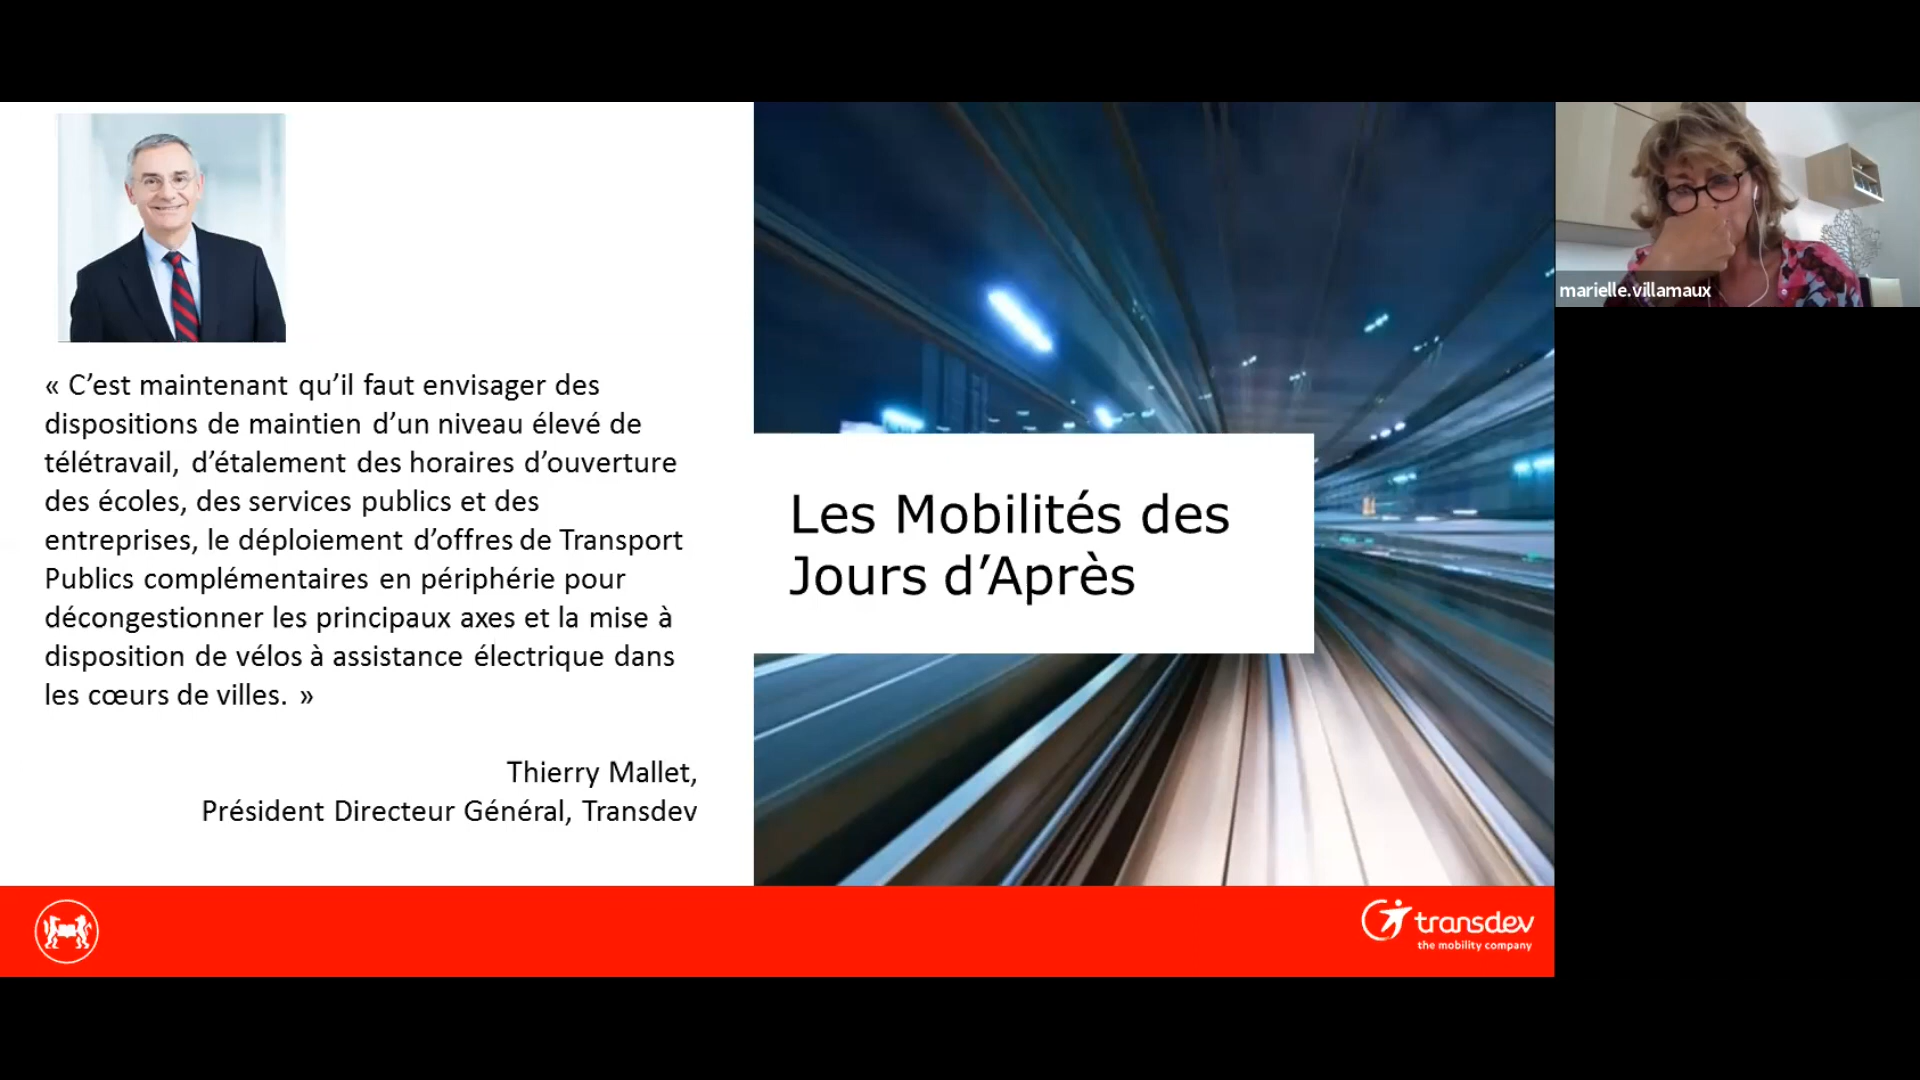 « C’est maintenant qu’il faut envisager des
dispositions de maintien d’un niveau élevé de
télétravail, d’étalement des horaires d’ouverture
des écoles, des services publics et des
entreprises, le déploiement d’offres de Transport
Publics complémentaires en périphérie pour
décongestionner les principaux axes et la mise à
disposition de vélos à assistance électrique dans
les cœurs de villes. »
Thierry Mallet,
Président Directeur Général, Transdev
Les Mobilités des
Jours d’Après
marielle.villamaux
transdev
the mobility company